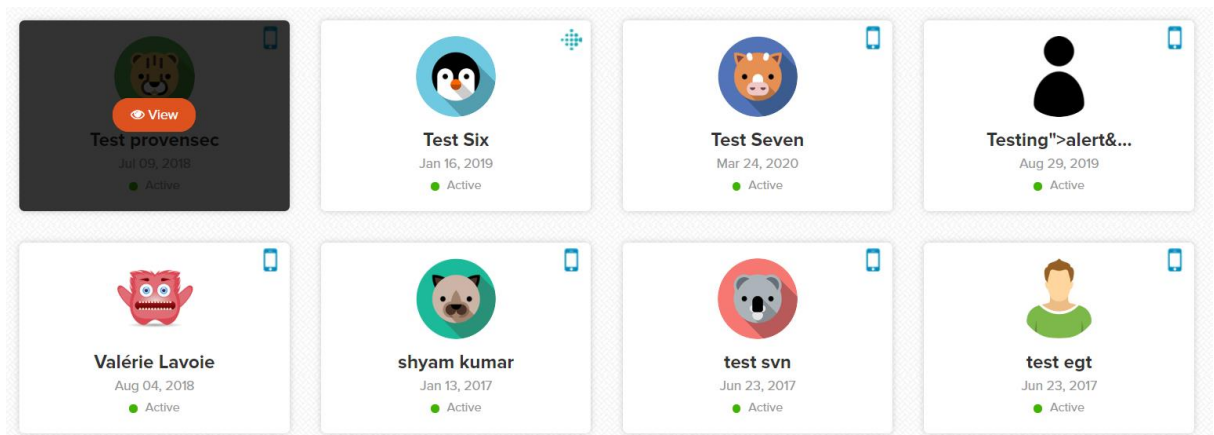 View
Test provensec
Jul 09, 2018
Active
Test Six
Jan 16, 2019
Active
Test Seven
Mar 24, 2020
Active
Testing">alert&...
Aug 29, 2019
Active
Valérie Lavoie
Aug 04, 2018
Active
shyam kumar
Jan 13, 2017
Active
test svn
Jun 23, 2017
Active
test egt
Jun 23, 2017
Active